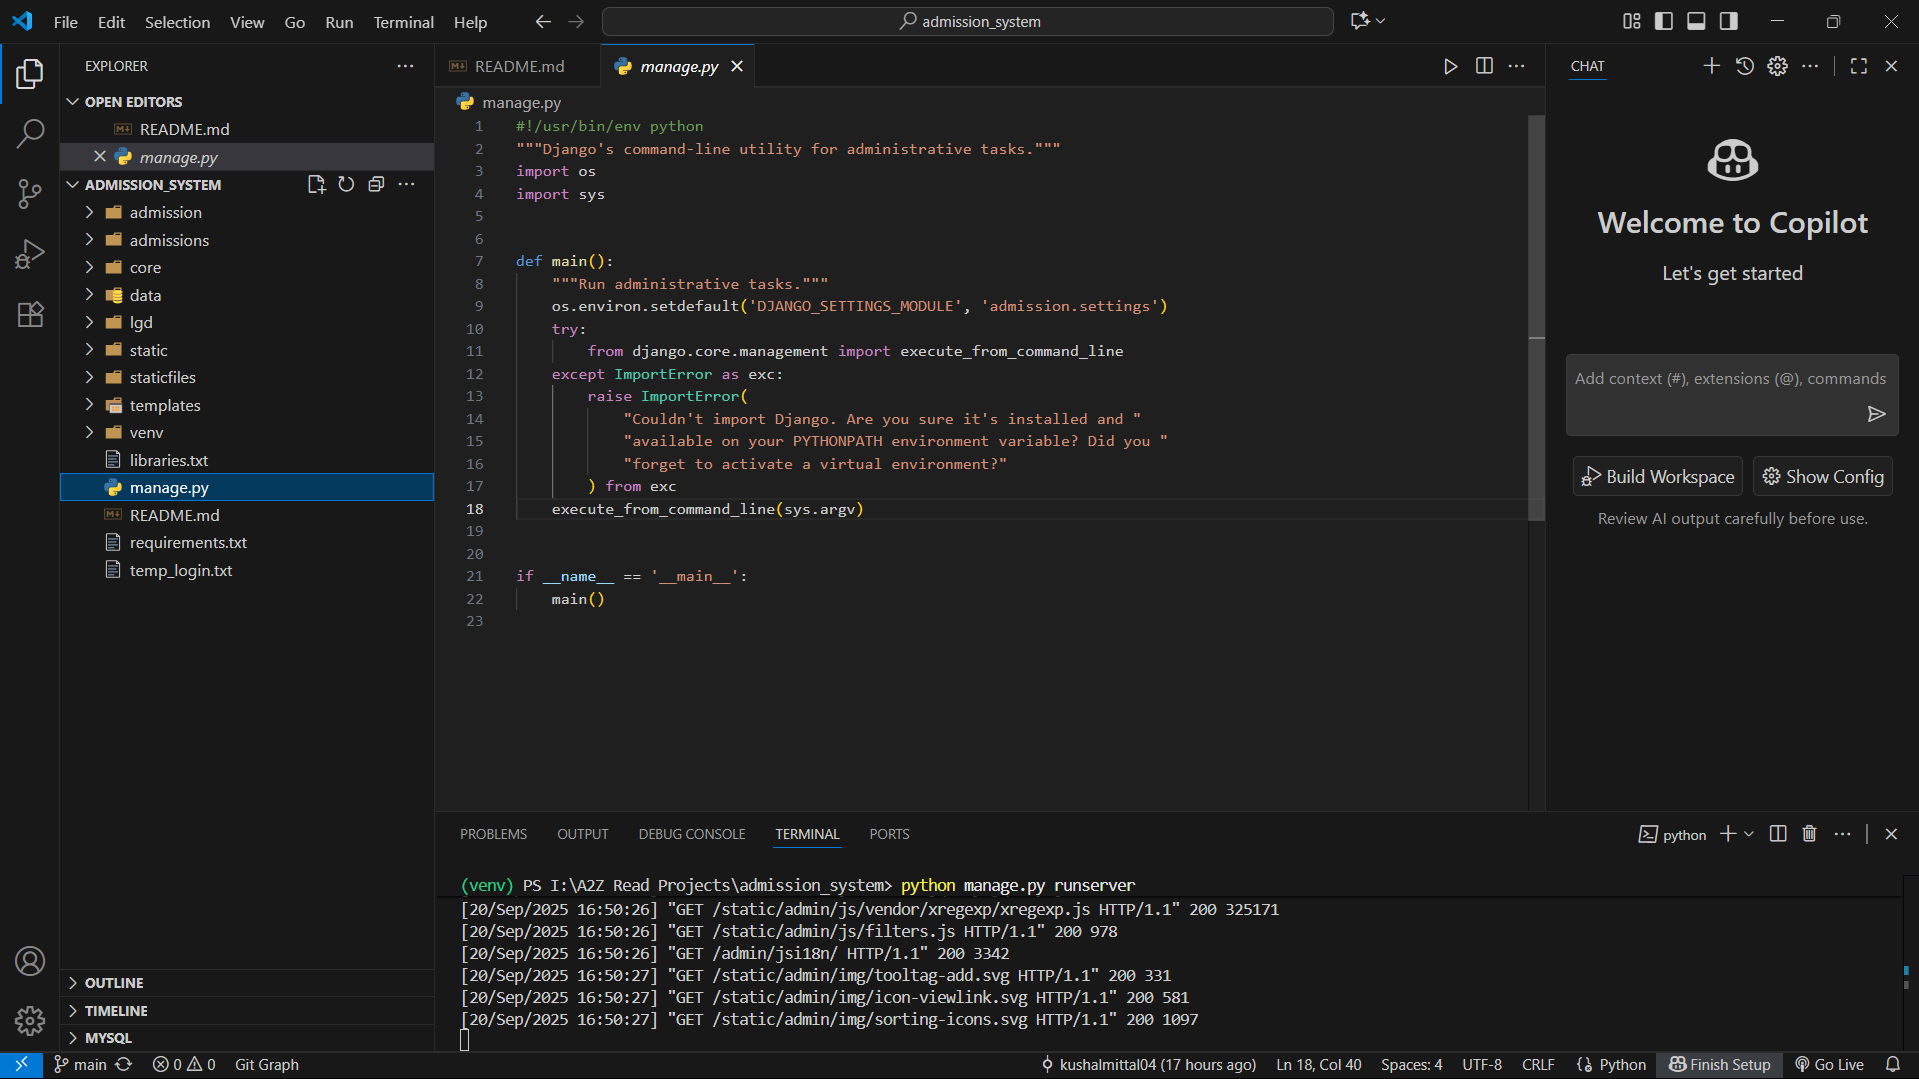 File Edit Selection View Go Run Terminal Help
admission_system
EXPLORER
OPEN EDITORS
README.md
manage.py
ADMISSION_SYSTEM
admission
admissions
core
data
lgd
static
staticfiles
templates
venv
libraries.txt
manage.py
README.md
requirements.txt
temp_login.txt
OUTLINE
TIMELINE
MYSQL
README.md
manage.py
manage.py
1 #!/usr/bin/env python
2 """Django's command-line utility for administrative tasks."""
3 import os
4 import sys
5
6
7 def main():
8 """Run administrative tasks."""
9 os.environ.setdefault('DJANGO_SETTINGS_MODULE', 'admission.settings')
10 try:
11 from django.core.management import execute_from_command_line
12 except ImportError as exc:
13 raise ImportError(
14 "Couldn't import Django. Are you sure it's installed and "
15 "available on your PYTHONPATH environment variable? Did you "
16 "forget to activate a virtual environment?"
17 ) from exc
18 execute_from_command_line(sys.argv)
19
20
21 if __name__ == '__main__':
22 main()
23
CHAT
Welcome to Copilot
Let's get started
Add context (#), extensions (@), commands
Build Workspace
Show Config
Review AI output carefully before use.
PROBLEMS OUTPUT DEBUG CONSOLE TERMINAL PORTS
python
(venv) PS I:\A2Z Read Projects\admission_system> python manage.py runserver
[20/Sep/2025 16:50:26] "GET /static/admin/js/vendor/xregexp/xregexp.js HTTP/1.1" 200 325171
[20/Sep/2025 16:50:26] "GET /static/admin/js/filters.js HTTP/1.1" 200 978
[20/Sep/2025 16:50:26] "GET /admin/jsi18n/ HTTP/1.1" 200 3342
[20/Sep/2025 16:50:27] "GET /static/admin/img/tooltag-add.svg HTTP/1.1" 200 331
[20/Sep/2025 16:50:27] "GET /static/admin/img/icon-viewlink.svg HTTP/1.1" 200 581
[20/Sep/2025 16:50:27] "GET /static/admin/img/sorting-icons.svg HTTP/1.1" 200 1097
main 0 0 Git Graph kushalmittal04 (17 hours ago) Ln 18, Col 40 Spaces: 4 UTF-8 CRLF Python Finish Setup Go Live